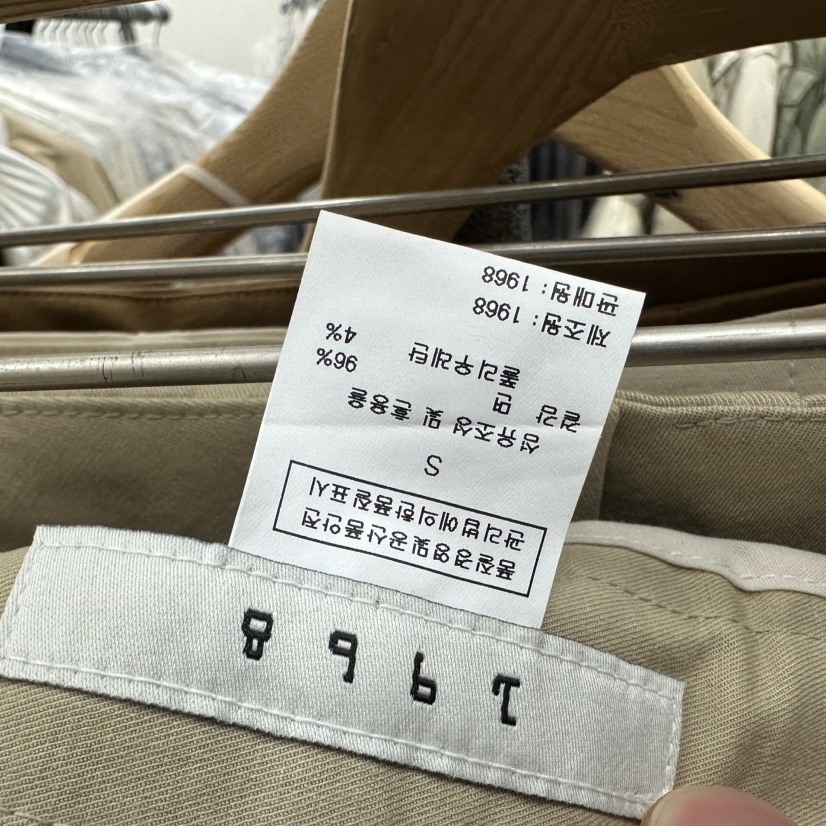 품질경영및공산품안전
관리법에의한품질표시
S
섬유조성 및 혼용율
겉감 면 96%
폴리우레탄 4%
제조원: 1968
판매원: 1968
1968